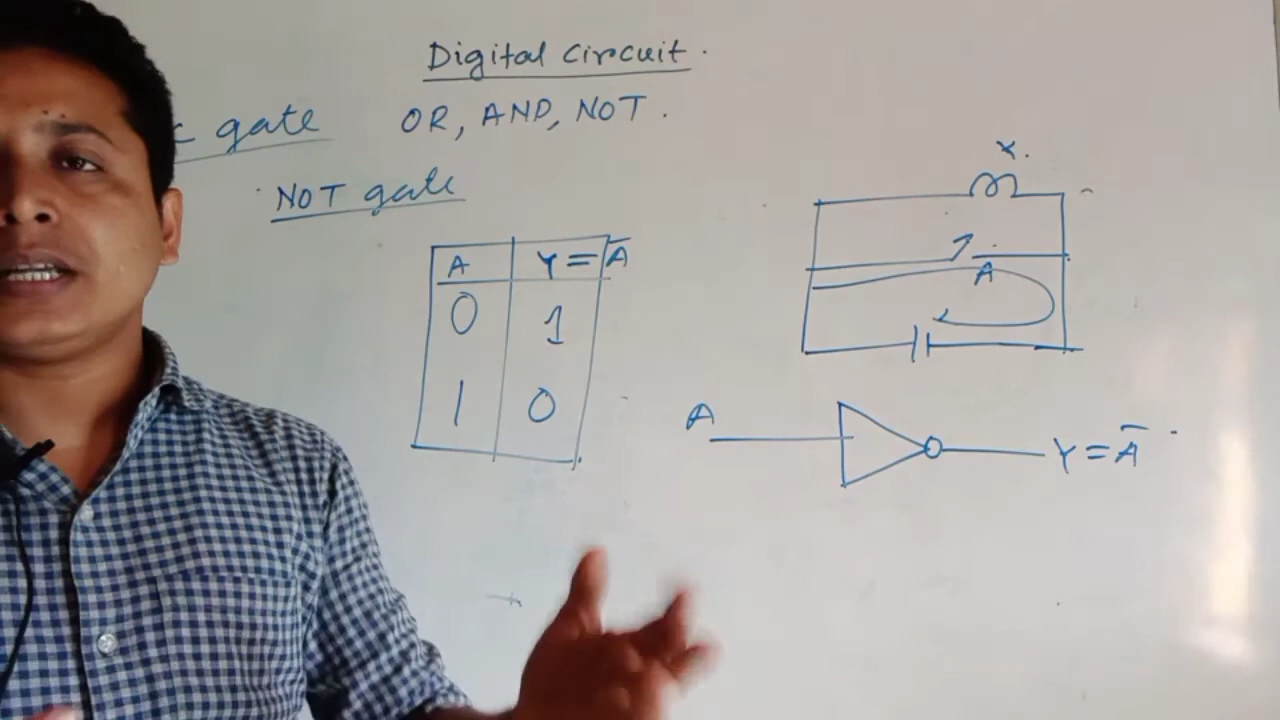 Digital Circuit.
gate OR, AND, NOT.
NOT gate
A Y = A̅
0 1
1 0
X.
A
A Y = A̅